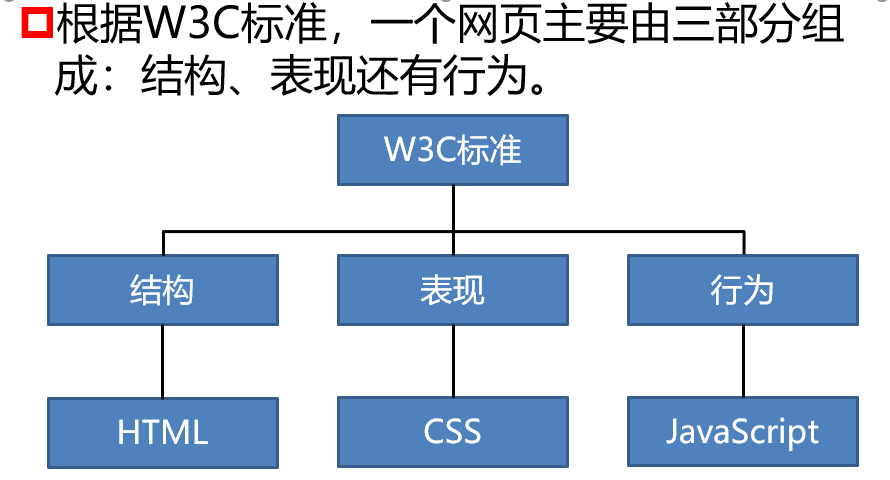 根据W3C标准，一个网页主要由三部分组
成：结构、表现还有行为。
W3C标准
结构 表现 行为
HTML CSS JavaScript